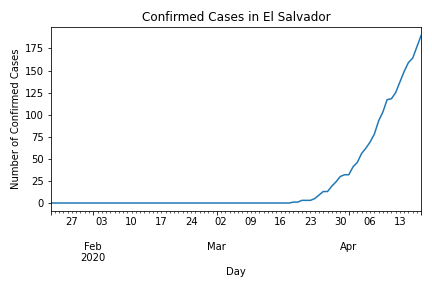 Confirmed Cases in El Salvador
Number of Confirmed Cases
175
150
125
100
75
50
25
0
27 03 10 17 24 02 09 16 23 30 06 13
Feb Mar Apr
2020
Day